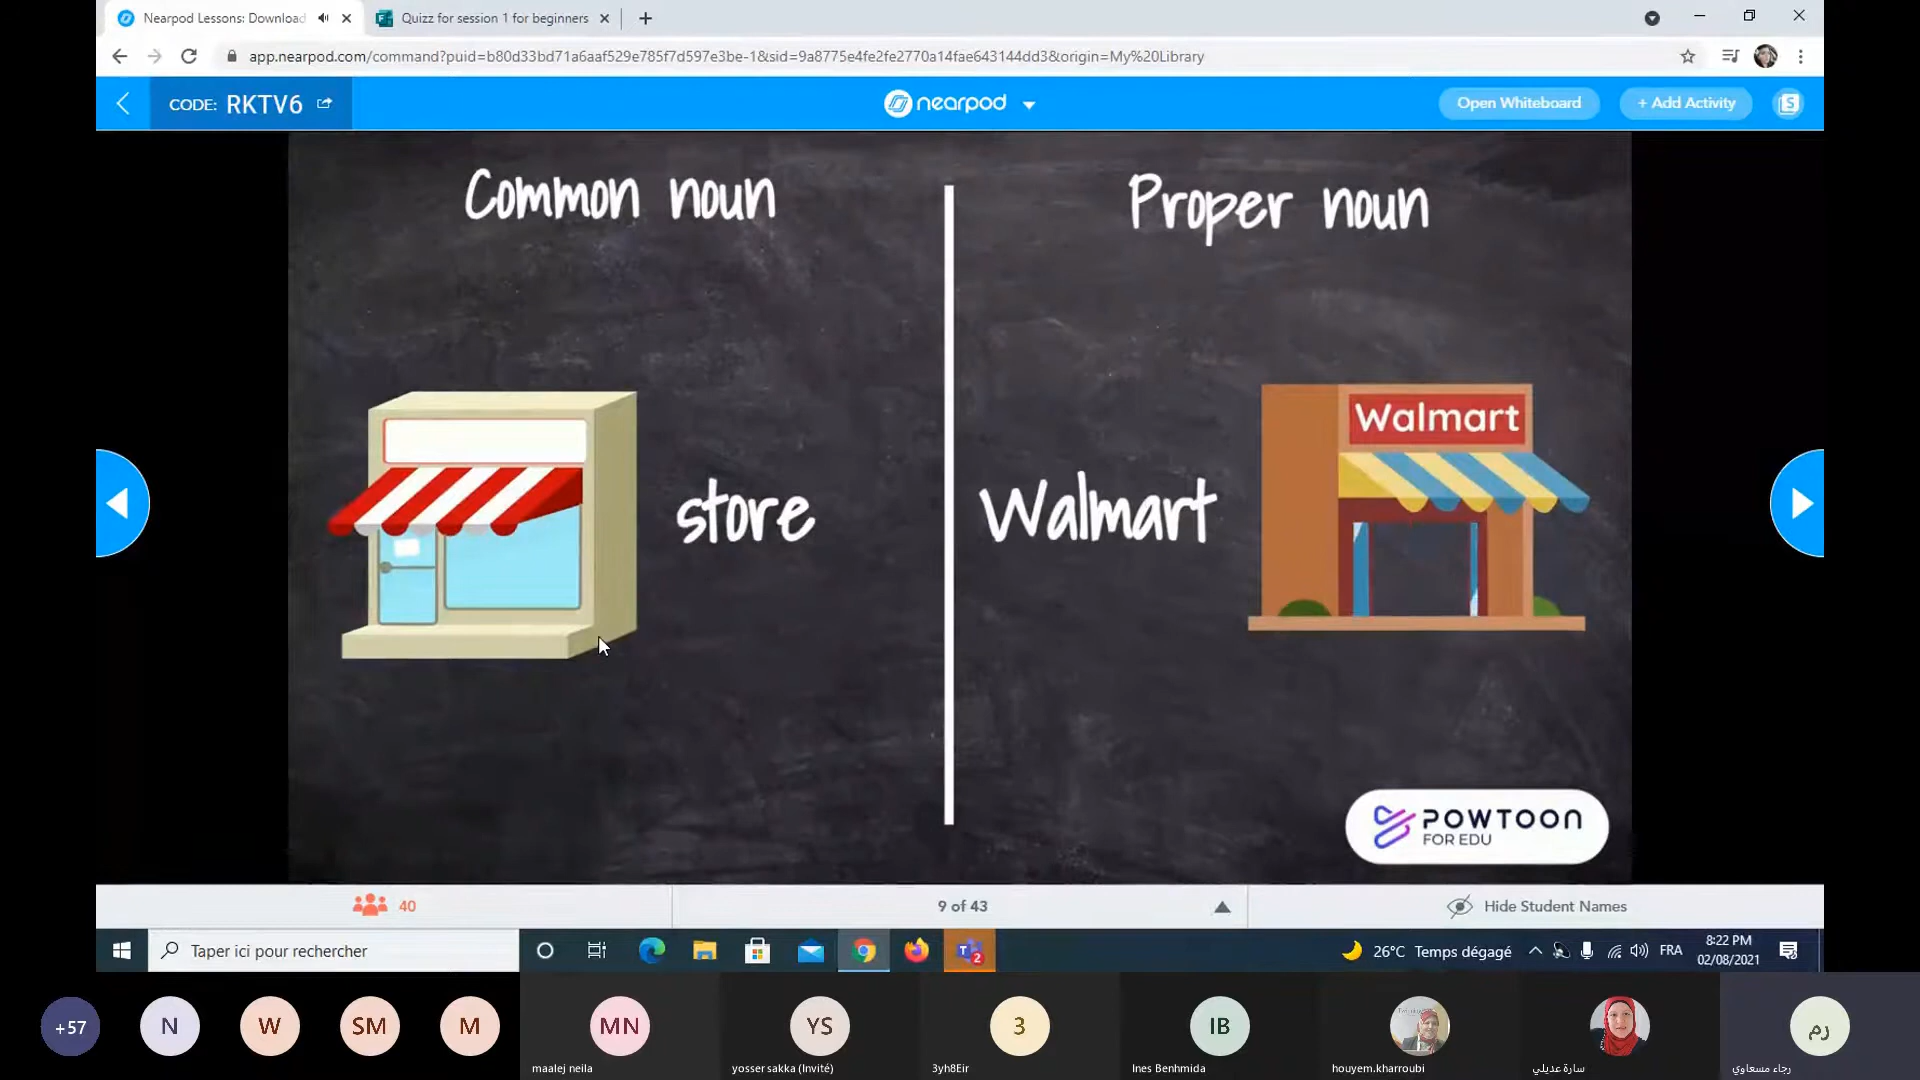 Nearpod Lessons: Download
Quizz for session 1 for beginners
app.nearpod.com/command?puid=b80d33bd71a6aaf529e785f7d597e3be-1&sid=9a8775e4fe2fe2770a14fae643144dd3&origin=My%20Library
CODE: RKTV6
nearpod
Open Whiteboard
+ Add Activity
S
Common noun
Proper noun
Walmart
store
Walmart
POWTOON
FOR EDU
40
9 of 43
Hide Student Names
Taper ici pour rechercher
2
26°C Temps dégagé
FRA
8:22 PM
02/08/2021
+57
N
W
SM
M
MN
YS
3
IB
رم
maalej neila
yosser sakka (Invité)
3yh8Eir
Ines Benhmida
houyem.kharroubi
سارة عديلي
رجاء مسعاوي